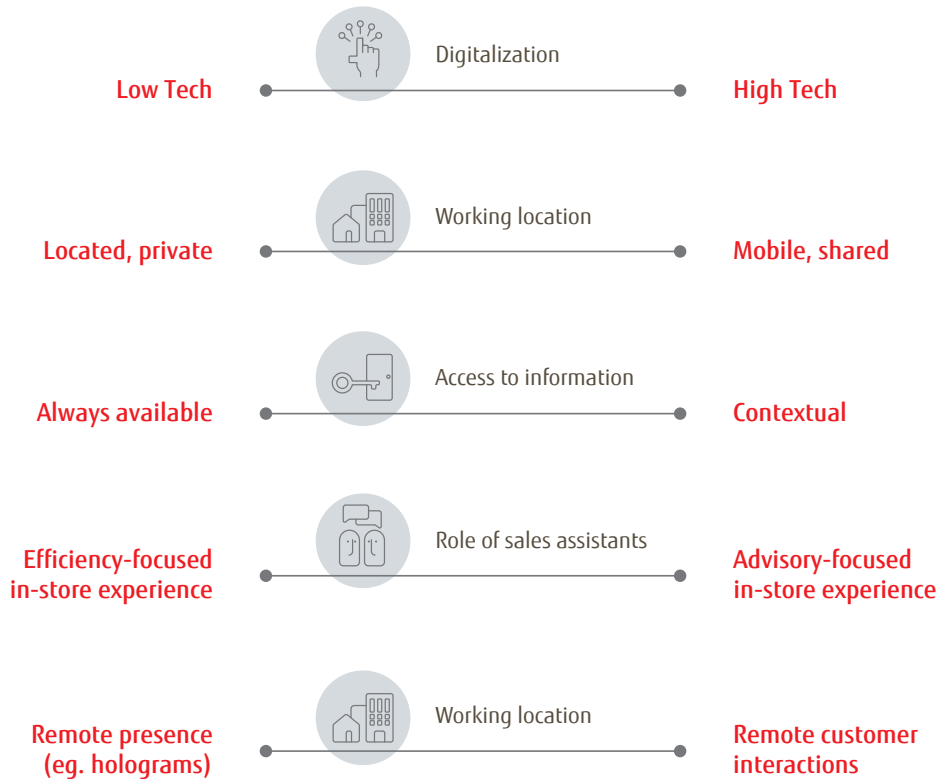 Digitalization
Low Tech
High Tech
Working location
Located, private
Mobile, shared
Access to information
Always available
Contextual
Role of sales assistants
Efficiency-focused
in-store experience
Advisory-focused
in-store experience
Working location
Remote presence
(eg. holograms)
Remote customer
interactions